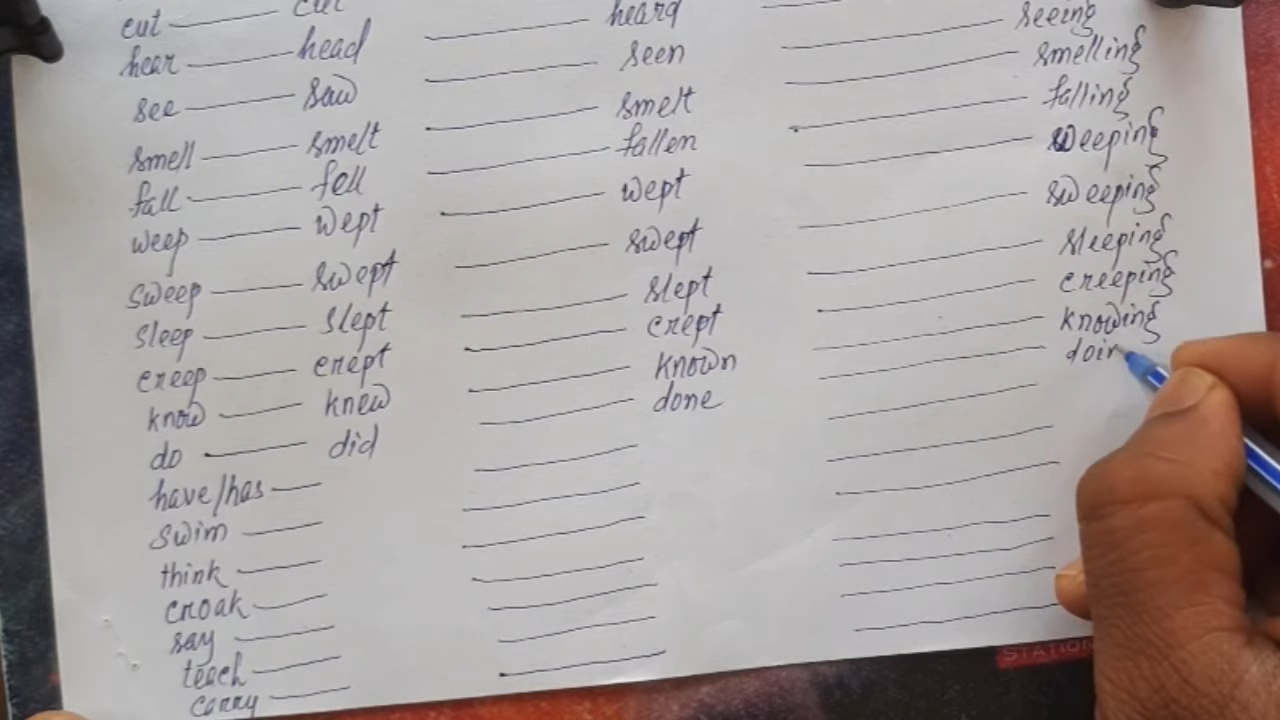 cut cut
hear head heard
see saw seen seeing
smell smelt smelt smelling
fall fell fallen falling
weep wept wept weeping
sweep swept swept sweeping
sleep slept slept sleeping
creep crept crept creeping
know knew known knowing
do did done doin
have/has
swim
think
croak
say
teach
carry
STATION